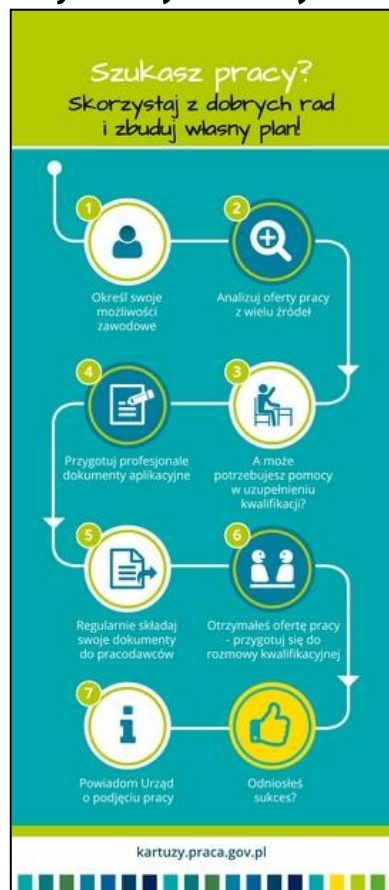 Szukasz pracy?
Skorzystaj z dobrych rad
i zbuduj własny plan!
1
Określ swoje
możliwości
zawodowe
2
Analizuj oferty pracy
z wielu źródeł
3
A może
potrzebujesz pomocy
w uzupełnieniu
kwalifikacji?
4
Przygotuj profesjonale
dokumenty aplikacyjne
5
Regularnie składaj
swoje dokumenty
do pracodawców
6
Otrzymałeś ofertę pracy
- przygotuj się do
rozmowy kwalifikacyjnej
Odniosłeś
sukces?
7
Powiadom Urząd
o podjęciu pracy
kartuzy.praca.gov.pl